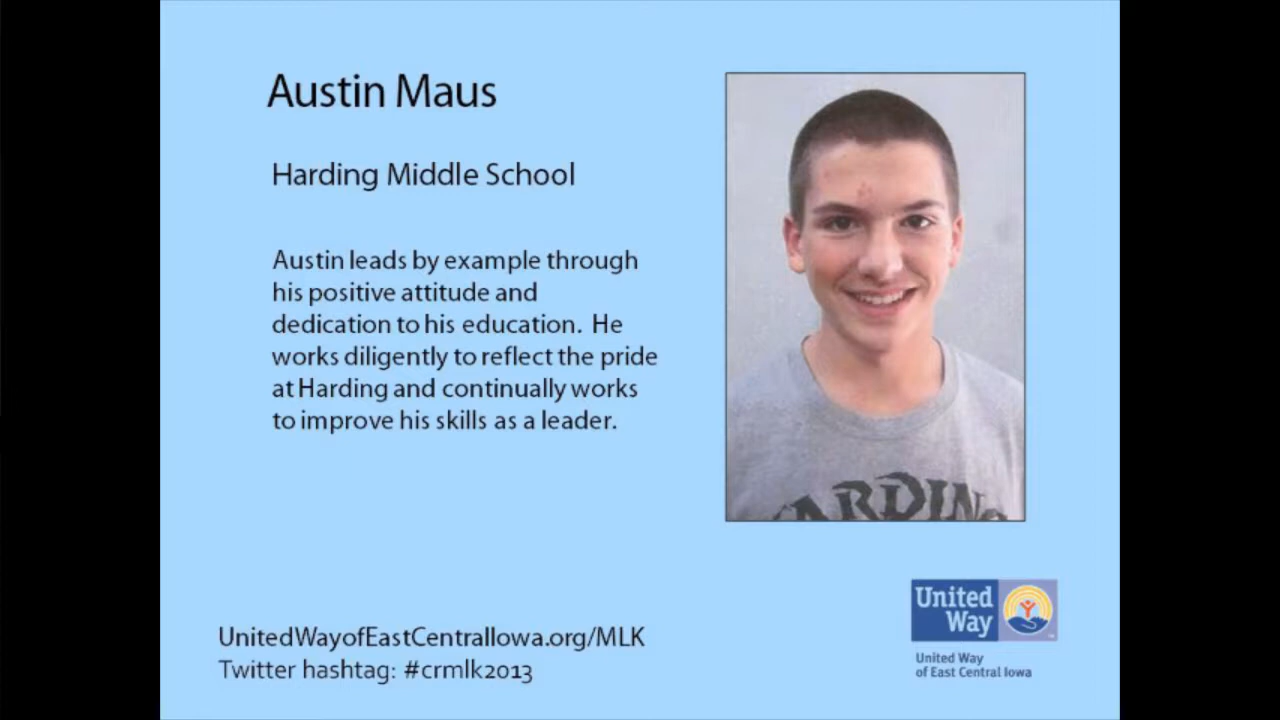 Austin Maus
Harding Middle School
Austin leads by example through
his positive attitude and
dedication to his education.  He
works diligently to reflect the pride
at Harding and continually works
to improve his skills as a leader.
ARDING
UnitedWayofEastCentralIowa.org/MLK
Twitter hashtag: #crmlk2013
United
Way
United Way
of East Central Iowa